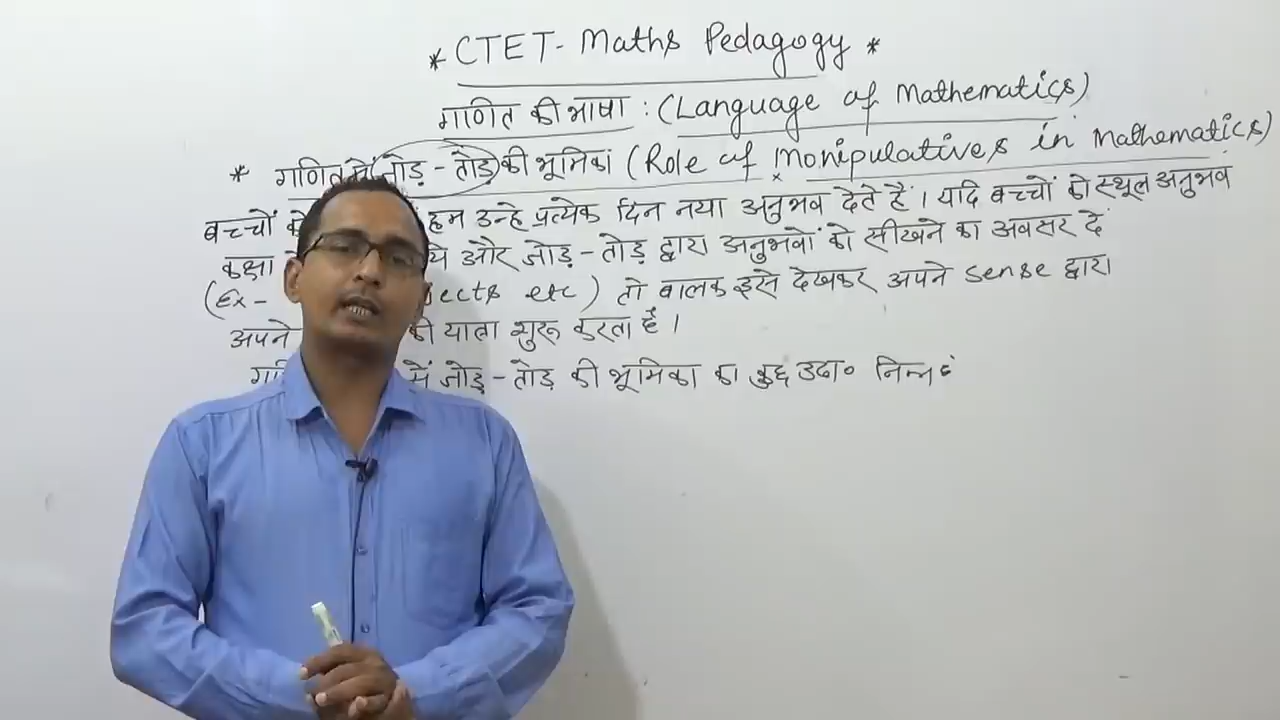 * CTET - Maths Pedagogy *
गणित की भाषा : (Language of Mathematics)
* गणित में जोड़ - तोड़ की भूमिका (Role of Monipulatives in Mathematics)
बच्चों हम उन्हे प्रत्येक दिन नया अनुभव देते हैं । यदि बच्चों को स्थूल अनुभव
कक्षा और जोड़ - तोड़ द्वारा अनुभवों को सीखने का अवसर दें
(Ex - etc) तो बालक इसे देखकर अपने sense द्वारा
अपने की यात्रा शुरू करता है ।
में जोड़ - तोड़ की भूमिका का कुछ उदा० निम्न